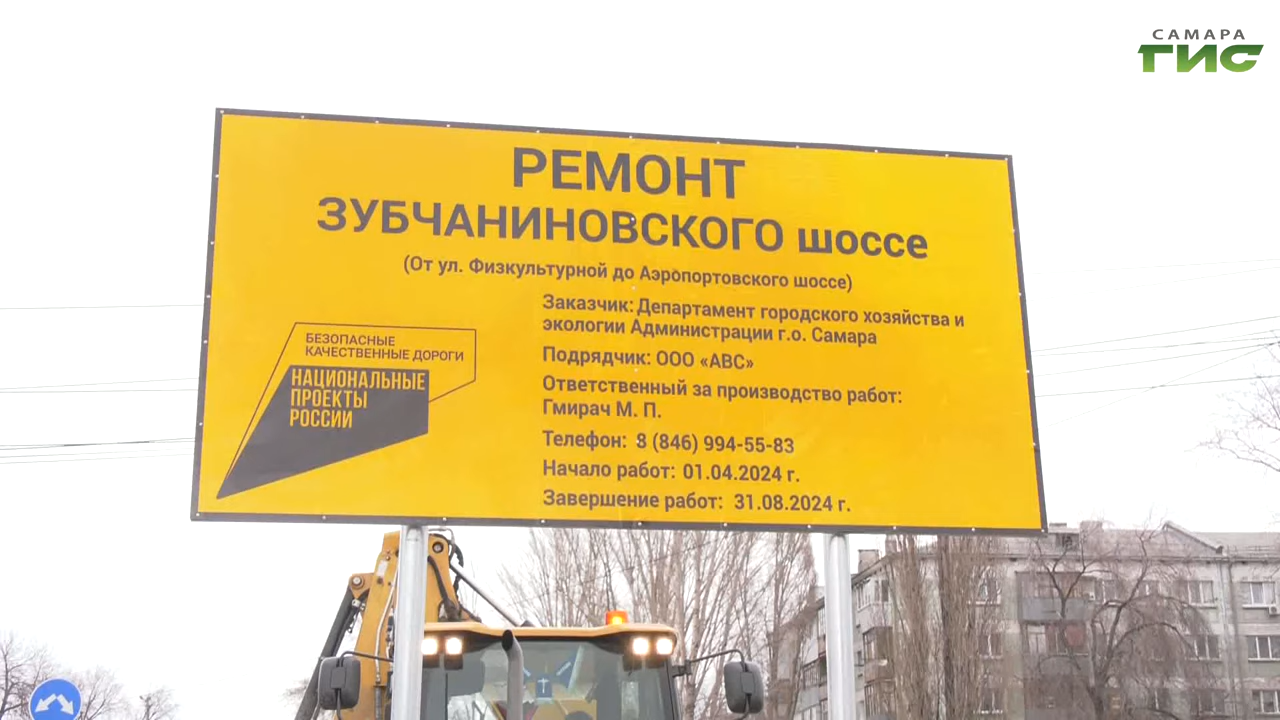 САМАРА
ГИС
РЕМОНТ
ЗУБЧАНИНОВСКОГО шоссе
(От ул. Физкультурной до Аэропортовского шоссе)
Заказчик: Департамент городского хозяйства и
экологии Администрации г.о. Самара
Подрядчик: ООО «АВС»
Ответственный за производство работ:
Гмирач М. П.
Телефон: 8 (846) 994-55-83
Начало работ: 01.04.2024 г.
Завершение работ: 31.08.2024 г.
БЕЗОПАСНЫЕ
КАЧЕСТВЕННЫЕ ДОРОГИ
НАЦИОНАЛЬНЫЕ
ПРОЕКТЫ
РОССИИ